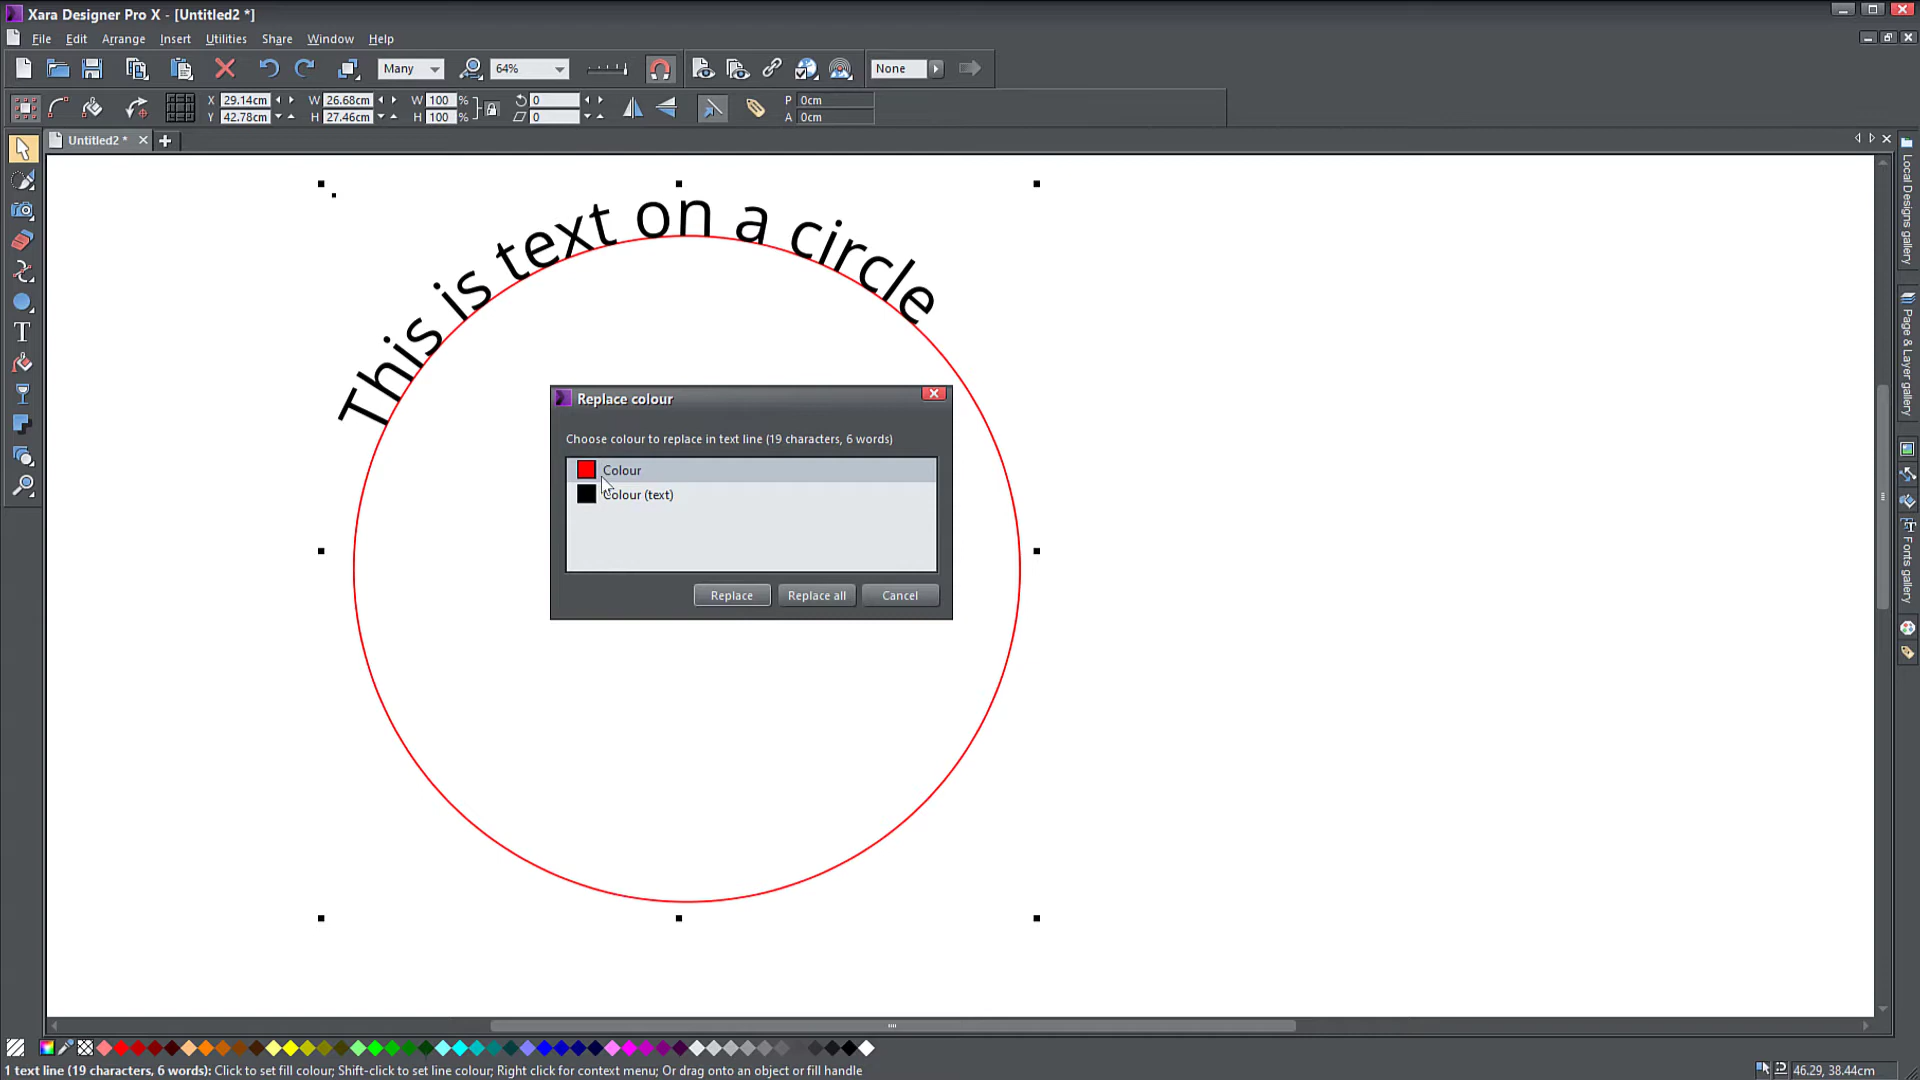 Xara Designer Pro X - [Untitled2 *]
File Edit Arrange Insert Utilities Share Window Help
Many 64% None
X 29.14cm W 26.68cm W 100 % 0 P 0cm
Y 42.78cm H 27.46cm H 100 % 0 A 0cm
Untitled2 *
Local Designs gallery
Page & Layer gallery
Fonts gallery
This is text on a circle
Replace colour
Choose colour to replace in text line (19 characters, 6 words)
Colour
Colour (text)
Replace Replace all Cancel
1 text line (19 characters, 6 words): Click to set fill colour; Shift-click to set line colour; Right click for context menu; Or drag onto an object or fill handle
46.29, 38.44cm